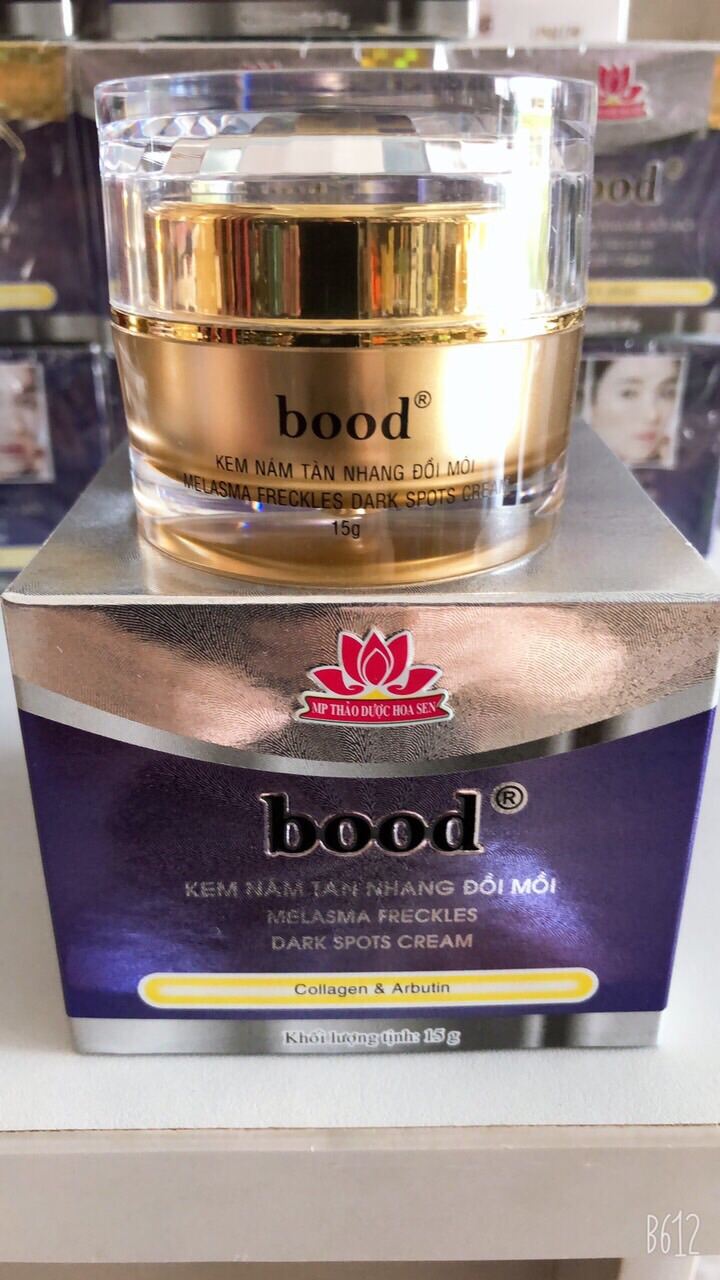 ood®
bood®
KEM NÁM TÀN NHANG ĐỒI MỒI
MELASMA FRECKLES DARK SPOTS CREAM
15g
MP THẢO DƯỢC HOA SEN
bood®
KEM NÁM TÀN NHANG ĐỒI MỒI
MELASMA FRECKLES
DARK SPOTS CREAM
Collagen & Arbutin
Khối lượng tịnh: 15 g
B612